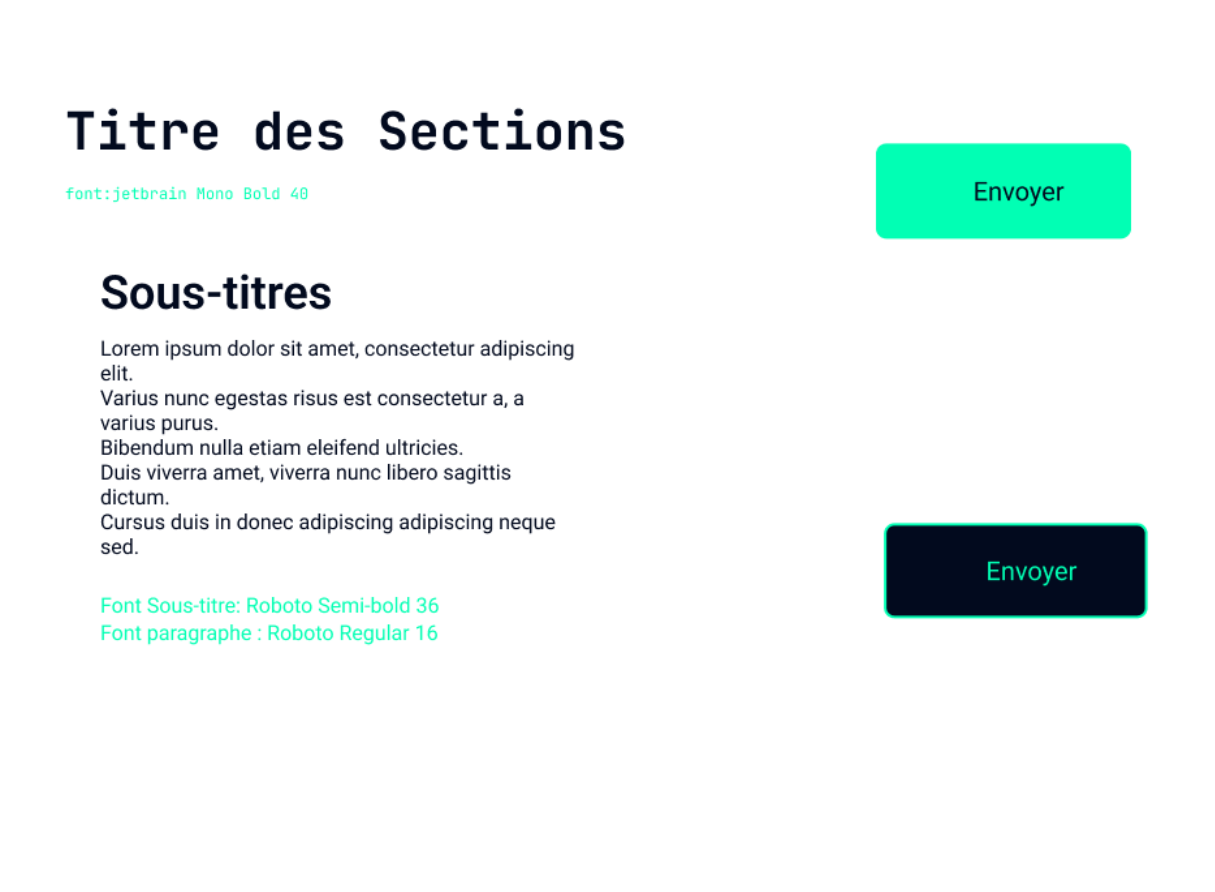 Titre des Sections
font:jetbrain Mono Bold 40
Envoyer
Sous-titres
Lorem ipsum dolor sit amet, consectetur adipiscing
elit.
Varius nunc egestas risus est consectetur a, a
varius purus.
Bibendum nulla etiam eleifend ultricies.
Duis viverra amet, viverra nunc libero sagittis
dictum.
Cursus duis in donec adipiscing adipiscing neque
sed.
Envoyer
Font Sous-titre: Roboto Semi-bold 36
Font paragraphe : Roboto Regular 16